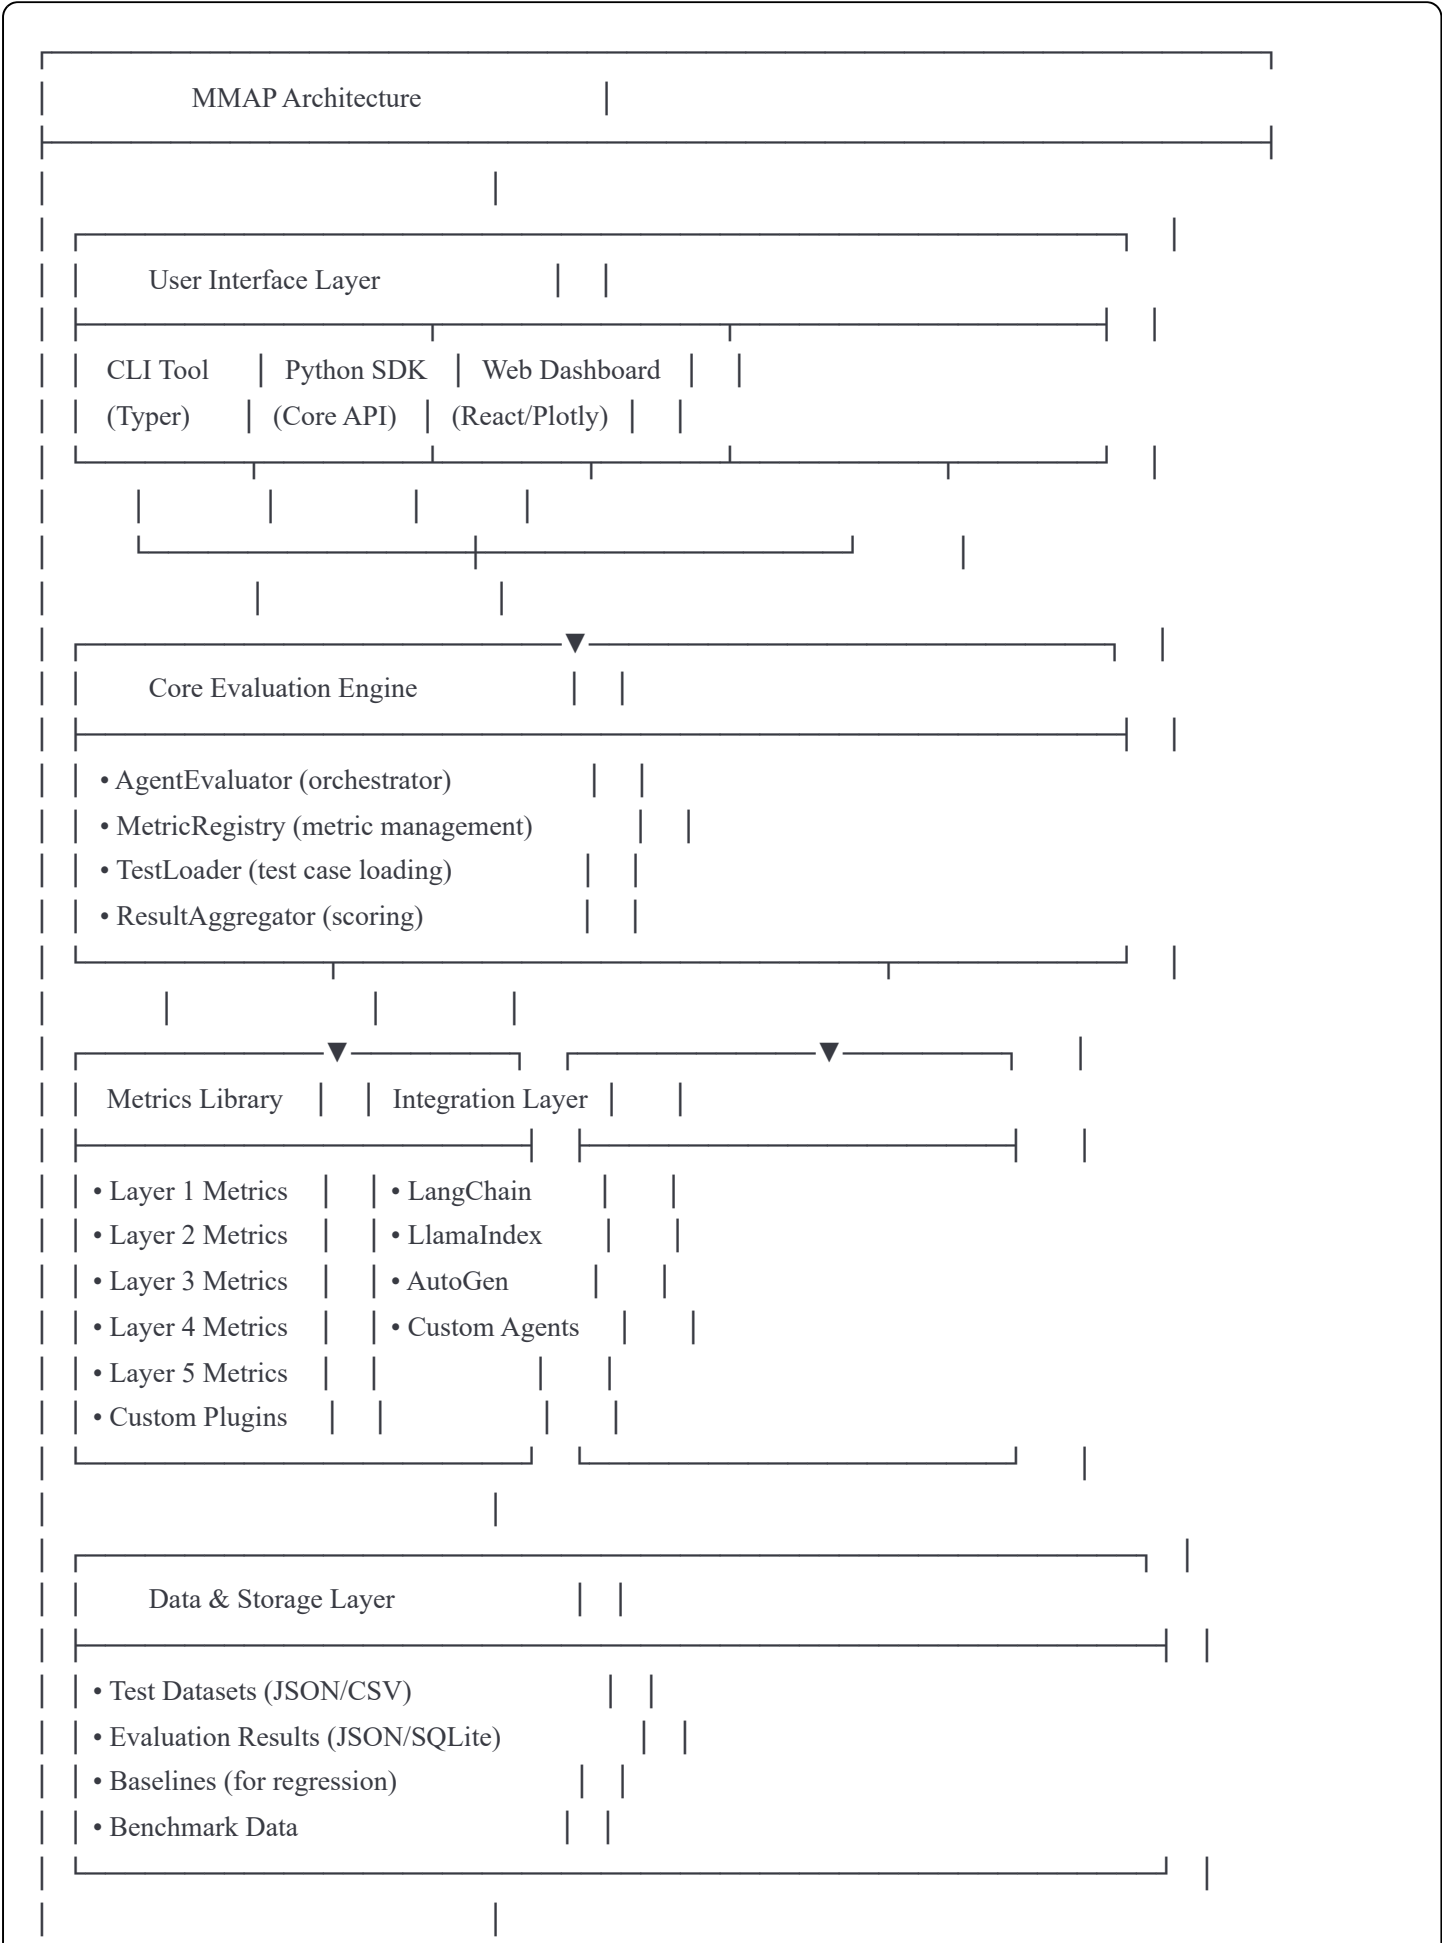 MMAP Architecture
User Interface Layer
CLI Tool │ Python SDK │ Web Dashboard
(Typer) │ (Core API) │ (React/Plotly)
▼
Core Evaluation Engine
• AgentEvaluator (orchestrator)
• MetricRegistry (metric management)
• TestLoader (test case loading)
• ResultAggregator (scoring)
▼ ▼
Metrics Library │ │ Integration Layer
• Layer 1 Metrics │ │ • LangChain
• Layer 2 Metrics │ │ • LlamaIndex
• Layer 3 Metrics │ │ • AutoGen
• Layer 4 Metrics │ │ • Custom Agents
• Layer 5 Metrics
• Custom Plugins
Data & Storage Layer
• Test Datasets (JSON/CSV)
• Evaluation Results (JSON/SQLite)
• Baselines (for regression)
• Benchmark Data